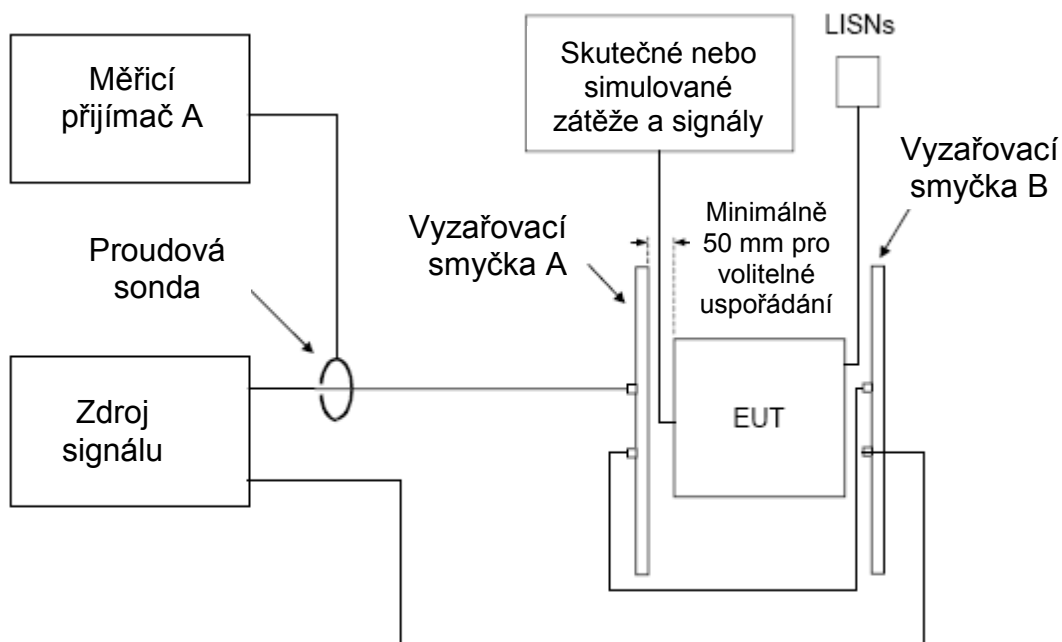 Měřicí
přijímač A
Skutečné nebo
simulované
zátěže a signály
LISNs
Vyzařovací
smyčka B
Vyzařovací
smyčka A
Minimálně
50 mm pro
volitelné
uspořádání
Proudová
sonda
Zdroj
signálu
EUT